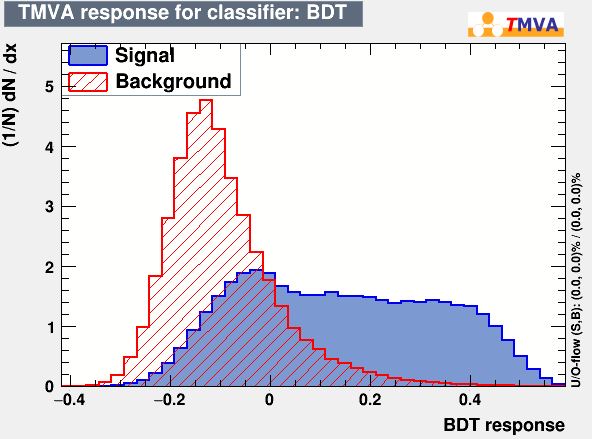 TMVA response for classifier: BDT
TMVA
Signal
Background
(1/N) dN / dx
5
4
3
2
1
0
−0.4 −0.2 0 0.2 0.4
BDT response
U/O-flow (S,B): (0.0, 0.0)% / (0.0, 0.0)%